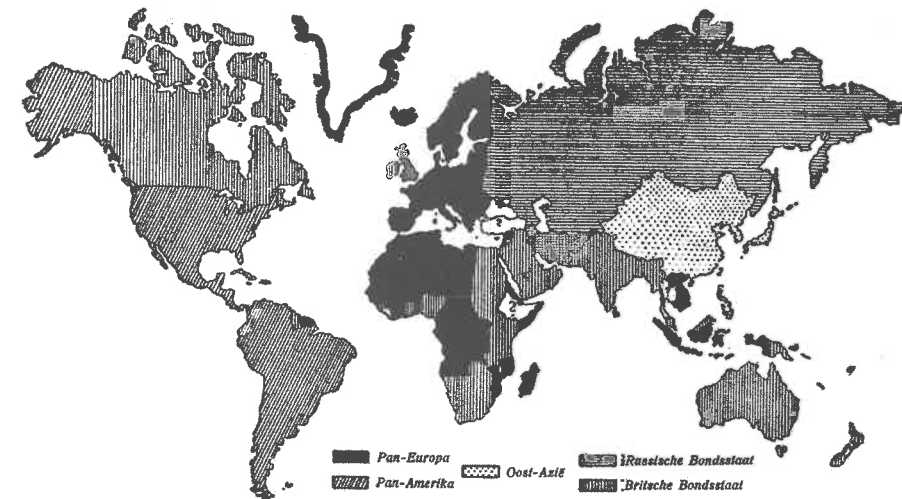 ?
?
Pan-Europa
Pan-Amerika
Oost-Azië
Russische Bondsstaat
Britsche Bondsstaat